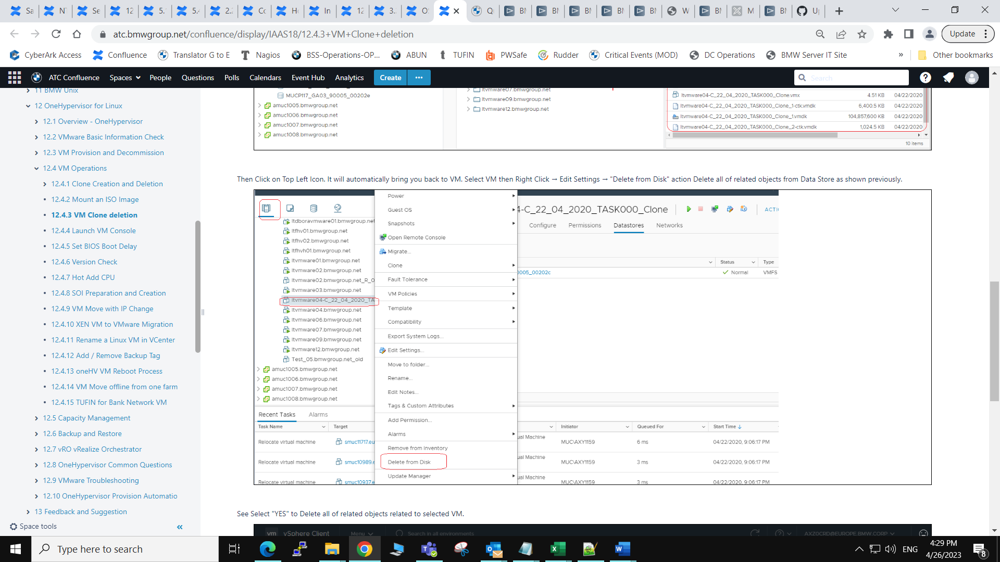 Sa
NT
Se
12
5.
5.4
2.2
Co
Ho
In
12
3.
OS
Qu
BM
BM
BM
BM
BM
W
BM
M
BM
Up
atc.bmwgroup.net/confluence/display/IAAS18/12.4.3+VM+Clone+deletion
Update
CyberArk Access
Confluence
Translator G to E
Nagios
BSS-Operations-OP...
ABUN
TUFIN
PWSafe
Rudder
Critical Events (MOD)
DC Operations
BMW Server IT Site
»
Other bookmarks
ATC Confluence
Spaces
People
Questions
Polls
Calendars
Event Hub
Analytics
Create
...
Search
11 BMW Unix
12 OneHypervisor for Linux
12.1 Overview - OneHypervisor
12.2 VMware Basic Information Check
12.3 VM Provision and Decommission
12.4 VM Operations
12.4.1 Clone Creation and Deletion
12.4.2 Mount an ISO Image
12.4.3 VM Clone deletion
12.4.4 Launch VM Console
12.4.5 Set BIOS Boot Delay
12.4.6 Version Check
12.4.7 Hot Add CPU
12.4.8 SOI Preparation and Creation
12.4.9 VM Move with IP Change
12.4.10 XEN VM to VMware Migration
12.4.11 Rename a Linux VM in VCenter
12.4.12 Add / Remove Backup Tag
12.4.13 oneHV VM Reboot Process
12.4.14 VM Move offline from one farm
12.4.15 TUFIN for Bank Network VM
12.5 Capacity Management
12.6 Backup and Restore
12.7 vRO vRealize Orchestrator
12.8 OneHypervisor Common Questions
12.9 VMware Troubleshooting
12.10 OneHypervisor Provision Automatio
13 Feedback and Suggestion
Space tools
«
MUCP117_GA03_90005_00202e
amuc1005.bmwgroup.net
amuc1006.bmwgroup.net
amuc1007.bmwgroup.net
amuc1008.bmwgroup.net
ltvmware07.bmwgroup.net
ltvmware09.bmwgroup.net
ltvmware12.bmwgroup.net
ltvmware04-C_22_04_2020_TASK000_Clone.vmx 4.51 KB 04/22/2020
ltvmware04-C_22_04_2020_TASK000_Clone_1-ctk.vmdk 6,400.5 KB 04/22/2020
ltvmware04-C_22_04_2020_TASK000_Clone_1.vmdk 104,857,600 KB 04/22/2020
ltvmware04-C_22_04_2020_TASK000_Clone_2-ctk.vmdk 1,024.5 KB 04/22/2020
10 items
Then Click on Top Left Icon. It will automatically bring you back to VM. Select VM then Right Click → Edit Settings → "Delete from Disk" action Delete all of related objects from Data Store as shown previously.
ltdboravmware01.bmwgroup.net
ltfhv01.bmwgroup.net
ltfhv02.bmwgroup.net
ltfhvh01.bmwgroup.net
ltvmware01.bmwgroup.net
ltvmware02.bmwgroup.net
ltvmware02.bmwgroup.net_R_0
ltvmware03.bmwgroup.net
ltvmware04-C_22_04_2020_TA
ltvmware04.bmwgroup.net
ltvmware06.bmwgroup.net
ltvmware07.bmwgroup.net
ltvmware09.bmwgroup.net
ltvmware12.bmwgroup.net
Test_05.bmwgroup.net_old
amuc1005.bmwgroup.net
amuc1006.bmwgroup.net
amuc1007.bmwgroup.net
amuc1008.bmwgroup.net
Power
Guest OS
Snapshots
Open Remote Console
Migrate...
Clone
Fault Tolerance
VM Policies
Template
Compatibility
Export System Logs...
Edit Settings...
Move to folder...
Rename...
Edit Notes...
Tags & Custom Attributes
Add Permission...
Alarms
Remove from Inventory
Delete from Disk
Update Manager
4-C_22_04_2020_TASK000_Clone
ACTI
Configure
Permissions
Datastores
Networks
Status
Type
0005_00202c
Normal
VMFS
Recent Tasks
Alarms
Task Name
Target
Initiator
Queued For
Start Time
Relocate virtual machine smuc11717.eu ual Machine MUC\AXY1159 6 ms 04/22/2020, 9:06:17 PM
Relocate virtual machine smuc10989.e ual Machine MUC\AXY1159 3 ms 04/22/2020, 9:06:17 PM
Relocate virtual machine smuc10937.e ual Machine MUC\AXY1159 3 ms 04/22/2020, 9:06:17 PM
See Select "YES" to Delete all of related objects related to selected VM.
vm
vSphere Client
Menu
Search in all environments
AXZ0CRD@EUROPE.BMW.CORP
Type here to search
ENG
4:29 PM
4/26/2023
8